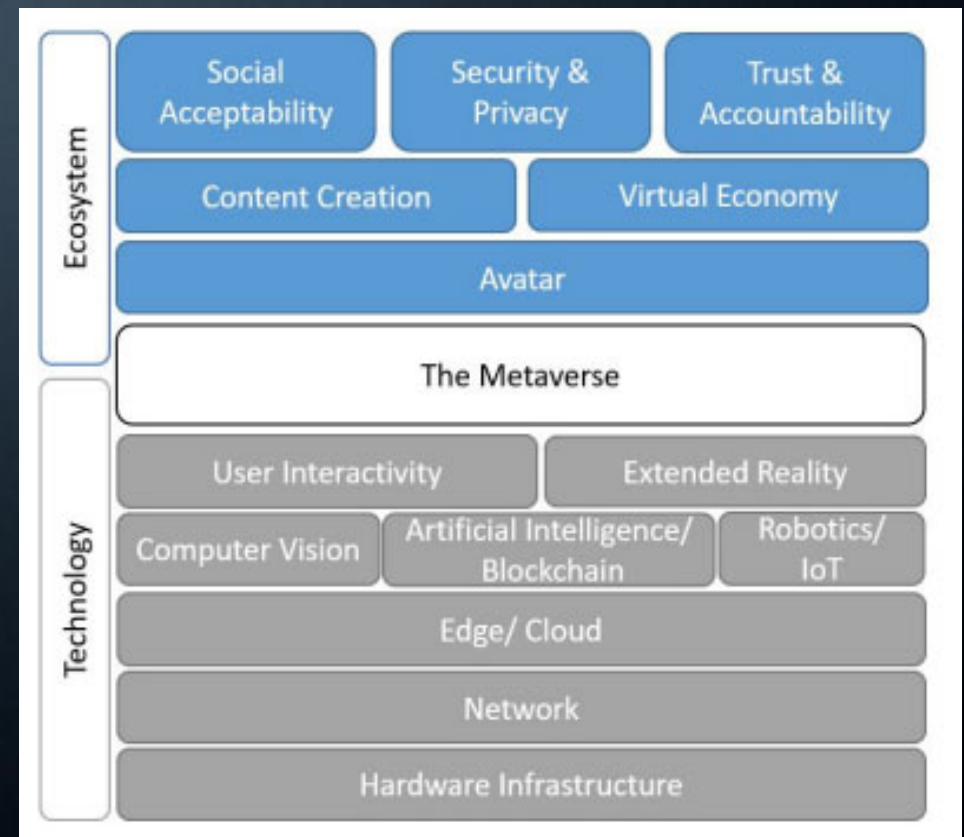 Ecosystem
Social
Acceptability
Security &
Privacy
Trust &
Accountability
Content Creation
Virtual Economy
Avatar
The Metaverse
Technology
User Interactivity
Extended Reality
Computer Vision
Artificial Intelligence/
Blockchain
Robotics/
IoT
Edge/ Cloud
Network
Hardware Infrastructure